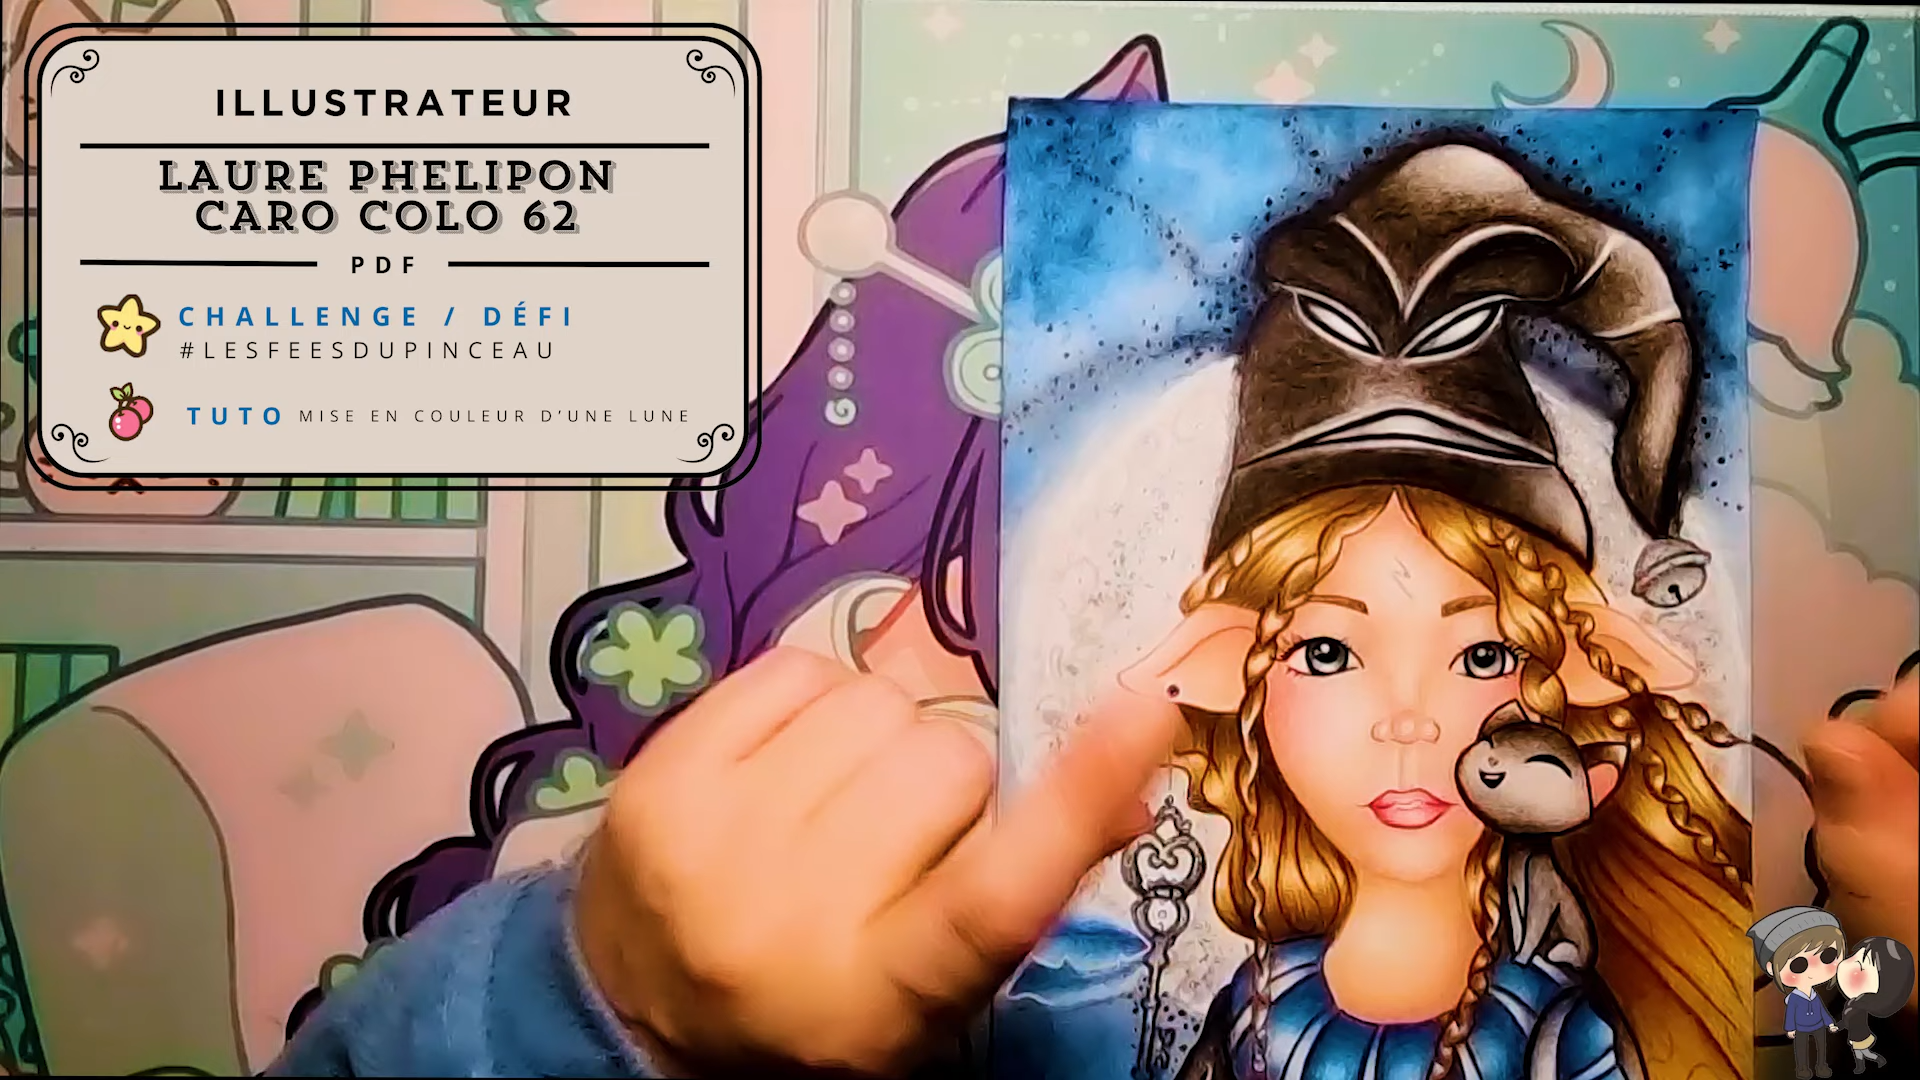 ILLUSTRATEUR
LAURE PHELIPON
CARO COLO 62
PDF
CHALLENGE / DÉFI
#LESFEESDUPINCEAU
TUTO MISE EN COULEUR D'UNE LUNE